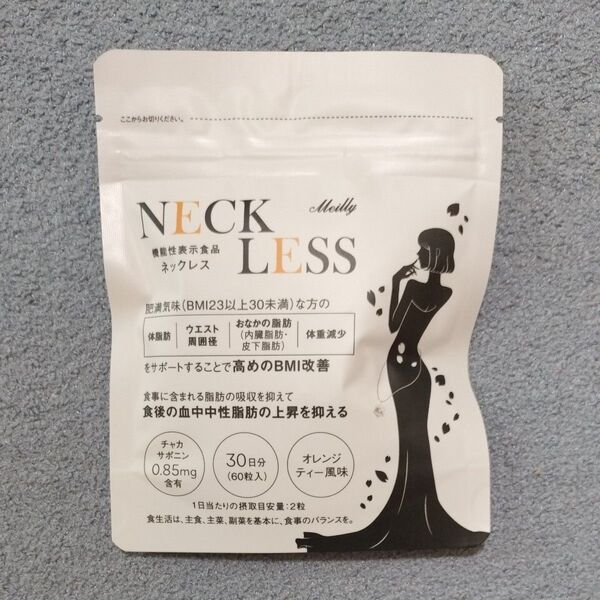 ここからお切りください。
NECK
Meilly
機能性表示食品
ネックレス
LESS
肥満気味(BMI23以上30未満)な方の
体脂肪
ウエスト
周囲径
おなかの脂肪
(内臓脂肪・
皮下脂肪)
体重減少
をサポートすることで高めのBMI改善
食事に含まれる脂肪の吸収を抑えて
食後の血中中性脂肪の上昇を抑える
チャカ
サポニン
0.85mg
含有
30日分
(60粒入)
オレンジ
ティー風味
1日当たりの摂取目安量:2粒
食生活は、主食、主菜、副菜を基本に、食事のバランスを。